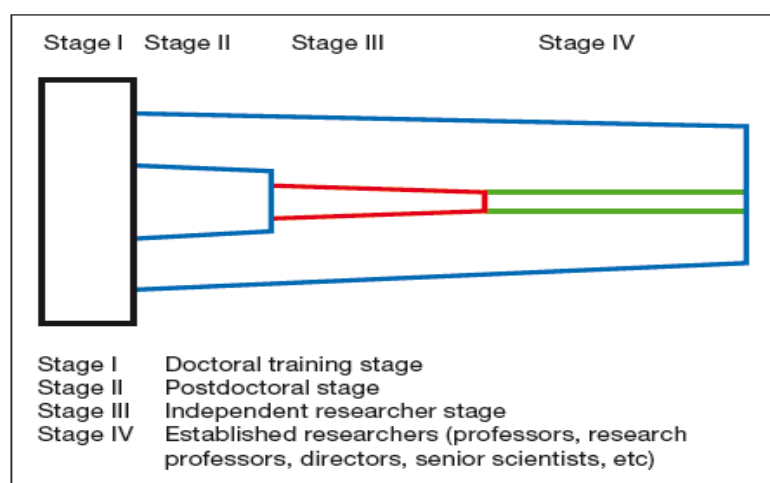 Stage I Stage II Stage III Stage IV
Stage I Doctoral training stage
Stage II Postdoctoral stage
Stage III Independent researcher stage
Stage IV Established researchers (professors, research
professors, directors, senior scientists, etc)